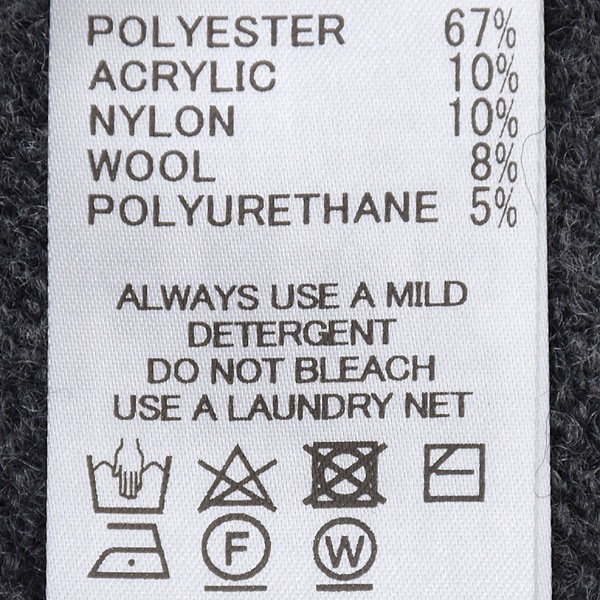 POLYESTER 67%
ACRYLIC 10%
NYLON 10%
WOOL 8%
POLYURETHANE 5%
ALWAYS USE A MILD
DETERGENT
DO NOT BLEACH
USE A LAUNDRY NET
F W